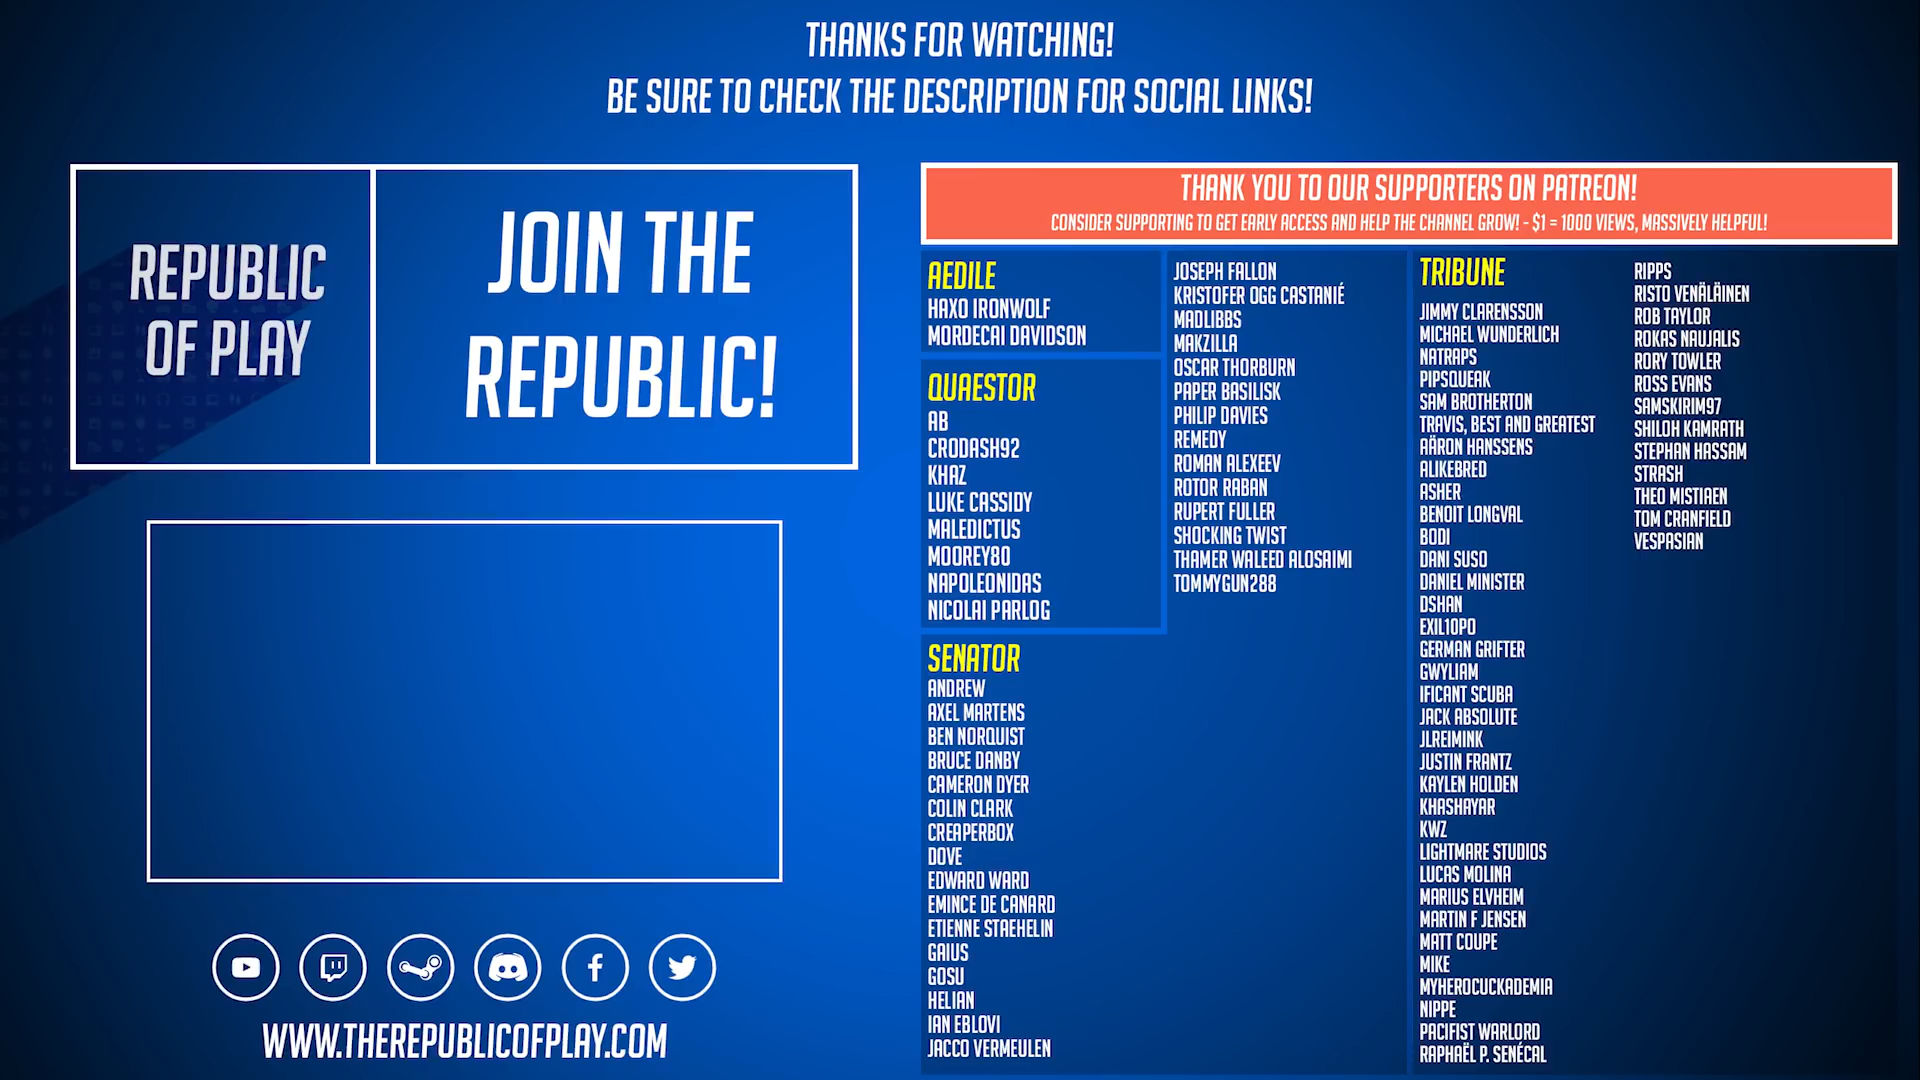 THANKS FOR WATCHING!
BE SURE TO CHECK THE DESCRIPTION FOR SOCIAL LINKS!
REPUBLIC
OF PLAY
JOIN THE
REPUBLIC!
WWW.THEREPUBLICOFPLAY.COM
THANK YOU TO OUR SUPPORTERS ON PATREON!
CONSIDER SUPPORTING TO GET EARLY ACCESS AND HELP THE CHANNEL GROW! - $1 = 1000 VIEWS, MASSIVELY HELPFUL!
AEDILE
HAXO IRONWOLF
MORDECAI DAVIDSON
QUAESTOR
AB
CRODASH92
KHAZ
LUKE CASSIDY
MALEDICTUS
MOOREY80
NAPOLEONIDAS
NICOLAI PARLOG
SENATOR
ANDREW
AXEL MARTENS
BEN NORQUIST
BRUCE DANBY
CAMERON DYER
COLIN CLARK
CREAPERBOX
DOVE
EDWARD WARD
EMINCE DE CANARD
ETIENNE STAEHELIN
GAIUS
GOSU
HELIAN
IAN EBLOVI
JACCO VERMEULEN
JOSEPH FALLON
KRISTOFER OGG CASTANIÉ
MADLIBBS
MAKZILLA
OSCAR THORBURN
PAPER BASILISK
PHILIP DAVIES
REMEDY
ROMAN ALEXEEV
ROTOR RABAN
RUPERT FULLER
SHOCKING TWIST
THAMER WALEED ALOSAIMI
TOMMYGUN288
TRIBUNE
JIMMY CLARENSSON
MICHAEL WUNDERLICH
NATRAPS
PIPSQUEAK
SAM BROTHERTON
TRAVIS, BEST AND GREATEST
AÄRON HANSSENS
ALIKEBRED
ASHER
BENOIT LONGVAL
BODI
DANI SUSO
DANIEL MINISTER
DSHAN
EXIL10PO
GERMAN GRIFTER
GWYLIAM
IFICANT SCUBA
JACK ABSOLUTE
JLREIMINK
JUSTIN FRANTZ
KAYLEN HOLDEN
KHASHAYAR
KWZ
LIGHTMARE STUDIOS
LUCAS MOLINA
MARIUS ELVHEIM
MARTIN F JENSEN
MATT COUPE
MIKE
MYHEROCUCKADEMIA
NIPPE
PACIFIST WARLORD
RAPHAËL P. SENÉCAL
RIPPS
RISTO VENÄLÄINEN
ROB TAYLOR
ROKAS NAUJALIS
RORY TOWLER
ROSS EVANS
SAMSKIRIM97
SHILOH KAMRATH
STEPHAN HASSAM
STRASH
THEO MISTIAEN
TOM CRANFIELD
VESPASIAN